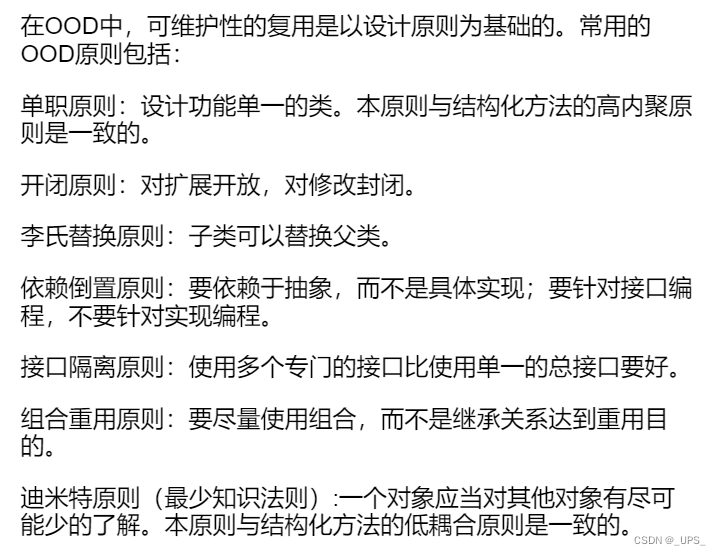 在OOD中，可维护性的复用是以设计原则为基础的。常用的
OOD原则包括：
单职原则：设计功能单一的类。本原则与结构化方法的高内聚原
则是一致的。
开闭原则：对扩展开放，对修改封闭。
李氏替换原则：子类可以替换父类。
依赖倒置原则：要依赖于抽象，而不是具体实现；要针对接口编
程，不要针对实现编程。
接口隔离原则：使用多个专门的接口比使用单一的总接口要好。
组合重用原则：要尽量使用组合，而不是继承关系达到重用目
的。
迪米特原则（最少知识法则）:一个对象应当对其他对象有尽可
能少的了解。本原则与结构化方法的低耦合原则是一致的。
CSDN @_UPS_